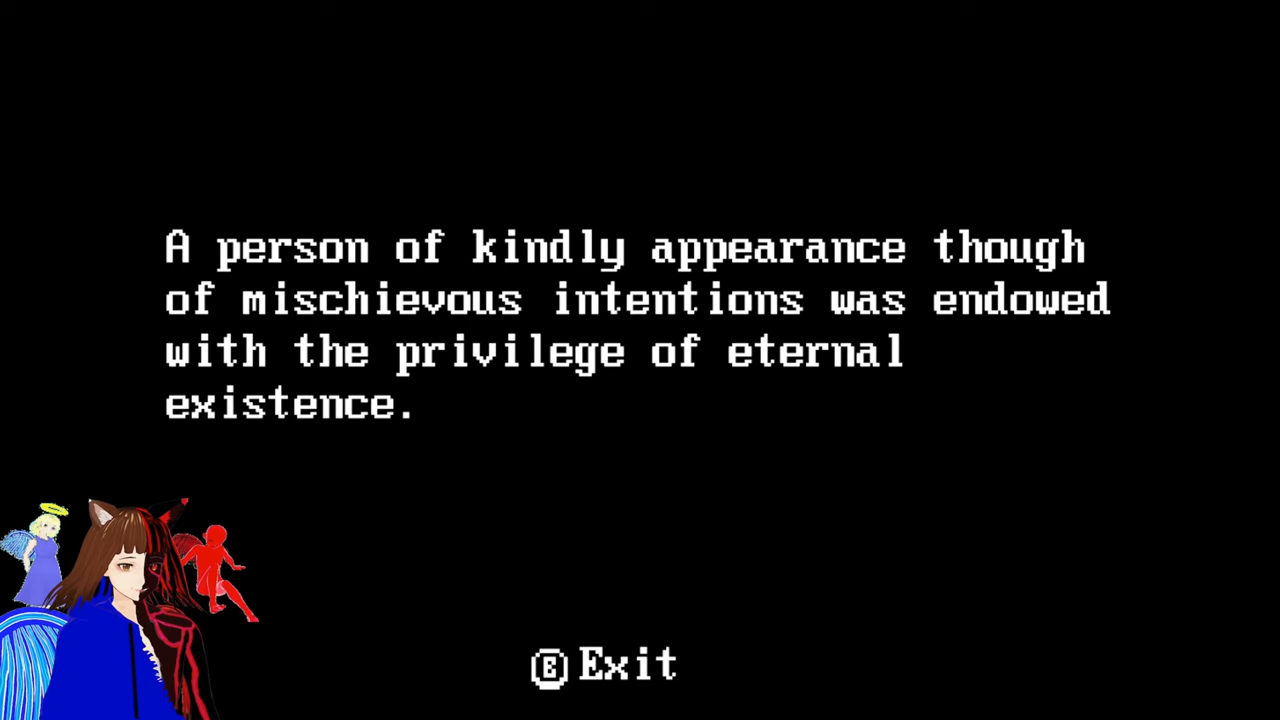 A person of kindly appearance though
of mischievous intentions was endowed
with the privilege of eternal
existence.
B Exit